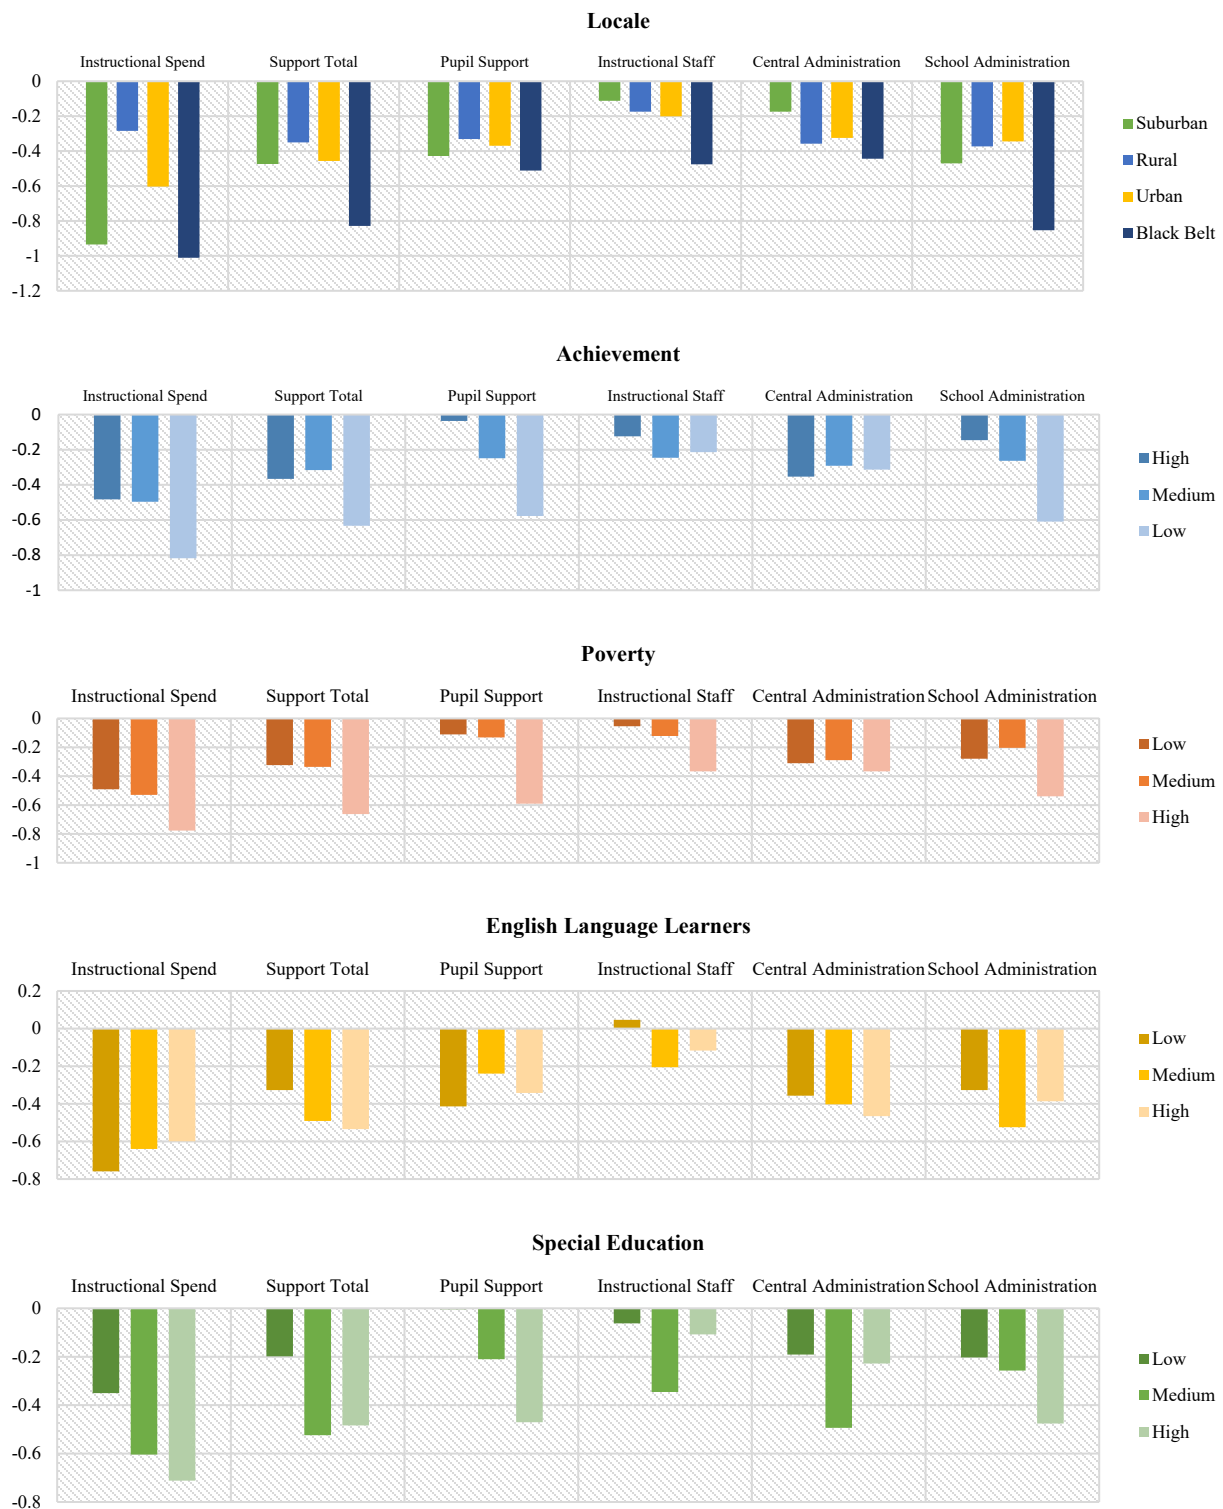 Locale
Instructional Spend Support Total Pupil Support Instructional Staff Central Administration School Administration
0
-0.2
-0.4
-0.6
-0.8
-1
-1.2
Suburban
Rural
Urban
Black Belt
Achievement
Instructional Spend Support Total Pupil Support Instructional Staff Central Administration School Administration
0
-0.2
-0.4
-0.6
-0.8
-1
High
Medium
Low
Poverty
Instructional Spend Support Total Pupil Support Instructional Staff Central Administration School Administration
0
-0.2
-0.4
-0.6
-0.8
-1
Low
Medium
High
English Language Learners
Instructional Spend Support Total Pupil Support Instructional Staff Central Administration School Administration
0.2
0
-0.2
-0.4
-0.6
-0.8
Low
Medium
High
Special Education
Instructional Spend Support Total Pupil Support Instructional Staff Central Administration School Administration
0
-0.2
-0.4
-0.6
-0.8
Low
Medium
High